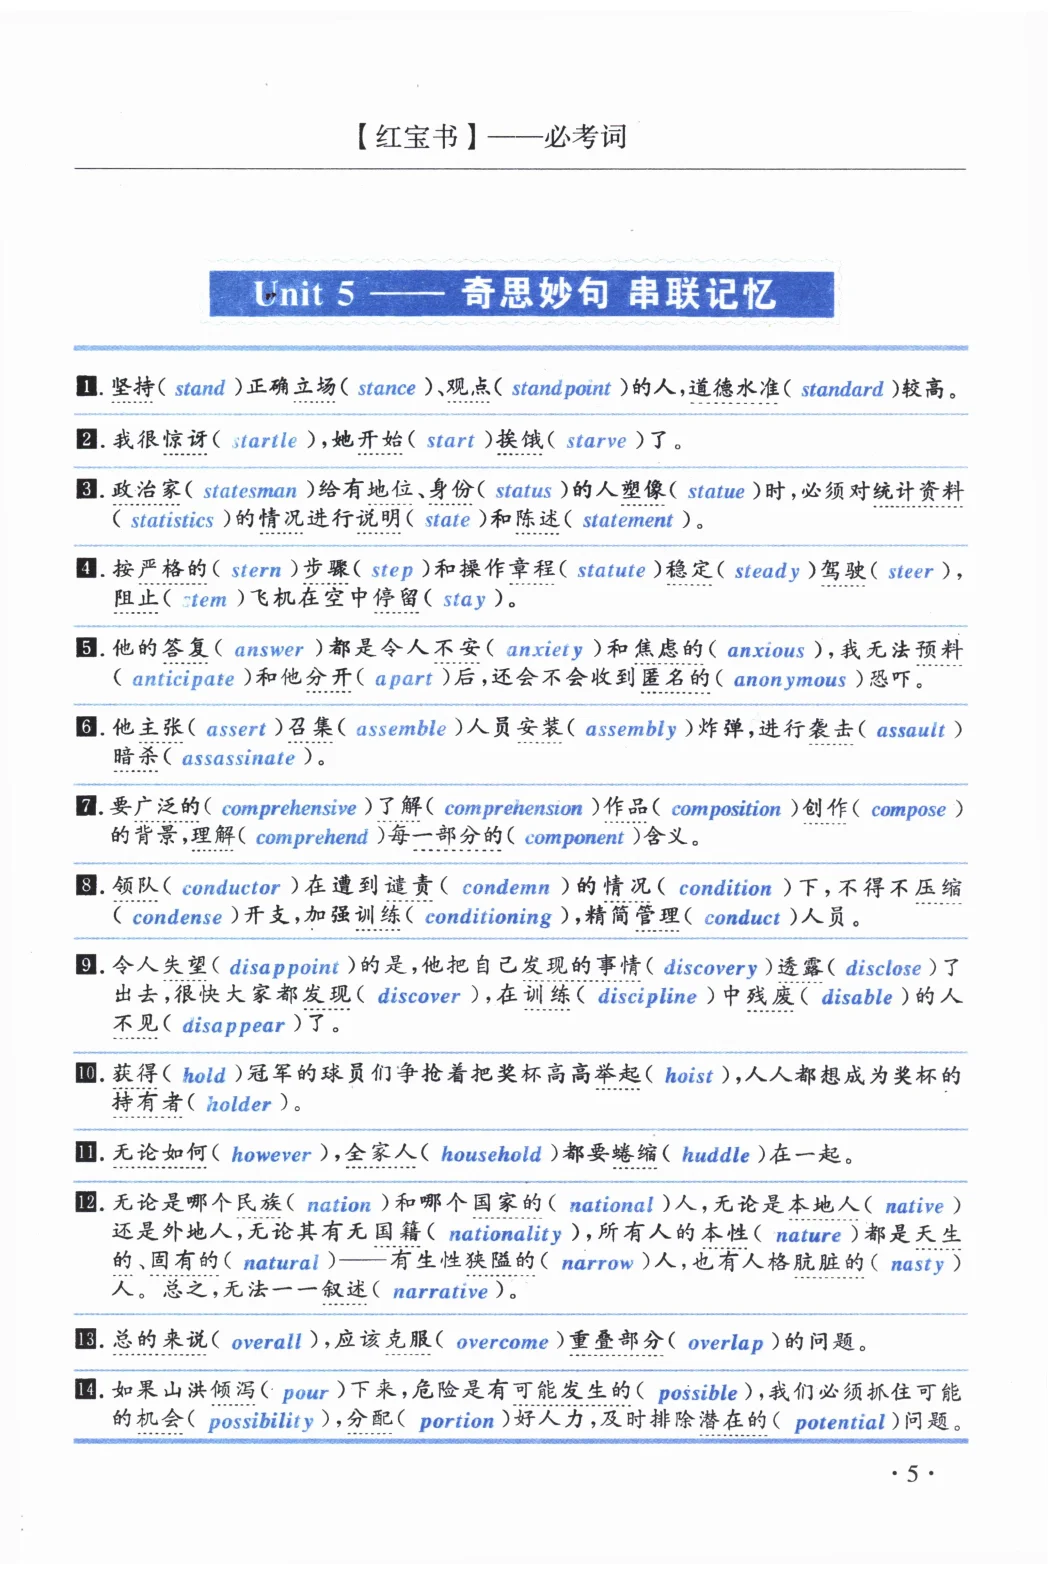 【红宝书】——必考词
Unit 5 —— 奇思妙句 串联记忆
1. 坚持( stand )正确立场( stance )、观点( standpoint )的人,道德水准( standard )较高。
2. 我很惊讶( startle ),她开始( start )挨饿( starve )了。
3. 政治家( statesman )给有地位、身份( status )的人塑像( statue )时,必须对统计资料
( statistics )的情况进行说明( state )和陈述( statement )。
4. 按严格的( stern )步骤( step )和操作章程( statute )稳定( steady )驾驶( steer ),
阻止( stem )飞机在空中停留( stay )。
5. 他的答复( answer )都是令人不安( anxiety )和焦虑的( anxious ),我无法预料
( anticipate )和他分开( apart )后,还会不会收到匿名的( anonymous )恐吓。
6. 他主张( assert )召集( assemble )人员安装( assembly )炸弹,进行袭击( assault )
暗杀( assassinate )。
7. 要广泛的( comprehensive )了解( comprehension )作品( composition )创作( compose )
的背景,理解( comprehend )每一部分的( component )含义。
8. 领队( conductor )在遭到谴责( condemn )的情况( condition )下,不得不压缩
( condense )开支,加强训练( conditioning ),精简管理( conduct )人员。
9. 令人失望( disappoint )的是,他把自己发现的事情( discovery )透露( disclose )了
出去,很快大家都发现( discover ),在训练( discipline )中残废( disable )的人
不见( disappear )了。
10. 获得( hold )冠军的球员们争抢着把奖杯高高举起( hoist ),人人都想成为奖杯的
持有者( holder )。
11. 无论如何( however ),全家人( household )都要蜷缩( huddle )在一起。
12. 无论是哪个民族( nation )和哪个国家的( national )人,无论是本地人( native )
还是外地人,无论其有无国籍( nationality ),所有人的本性( nature )都是天生
的、固有的( natural )——有生性狭隘的( narrow )人,也有人格肮脏的( nasty )
人。总之,无法一一叙述( narrative )。
13. 总的来说( overall ),应该克服( overcome )重叠部分( overlap )的问题。
14. 如果山洪倾泻( pour )下来,危险是有可能发生的( possible ),我们必须抓住可能
的机会( possibility ),分配( portion )好人力,及时排除潜在的( potential )问题。
· 5 ·